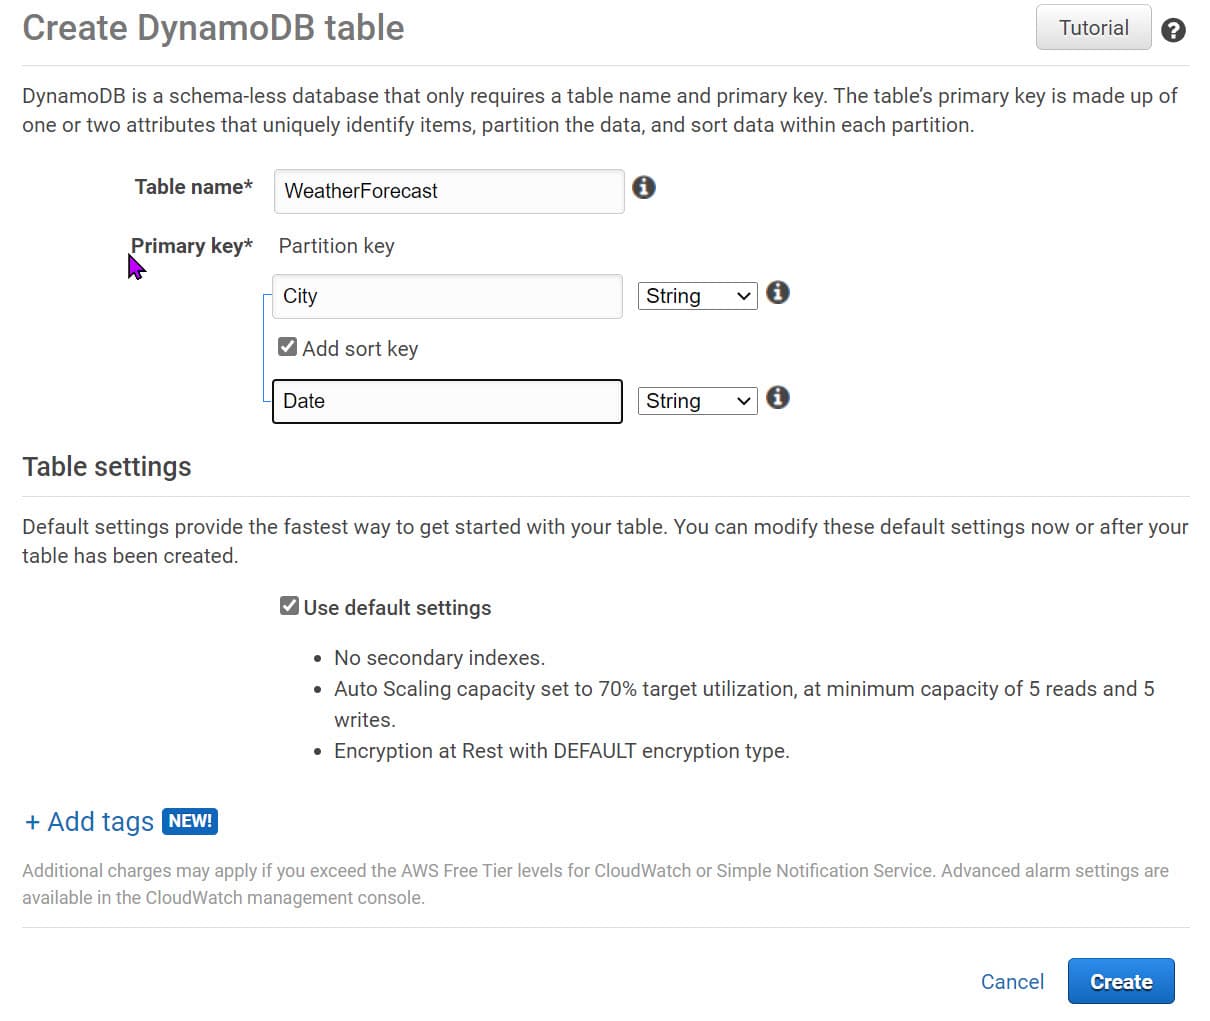 Create DynamoDB table
Tutorial
DynamoDB is a schema-less database that only requires a table name and primary key. The table's primary key is made up of
one or two attributes that uniquely identify items, partition the data, and sort data within each partition.
Table name* WeatherForecast
Primary key* Partition key
City String
Add sort key
Date String
Table settings
Default settings provide the fastest way to get started with your table. You can modify these default settings now or after your
table has been created.
Use default settings
• No secondary indexes.
• Auto Scaling capacity set to 70% target utilization, at minimum capacity of 5 reads and 5
writes.
• Encryption at Rest with DEFAULT encryption type.
+ Add tags NEW!
Additional charges may apply if you exceed the AWS Free Tier levels for CloudWatch or Simple Notification Service. Advanced alarm settings are
available in the CloudWatch management console.
Cancel Create